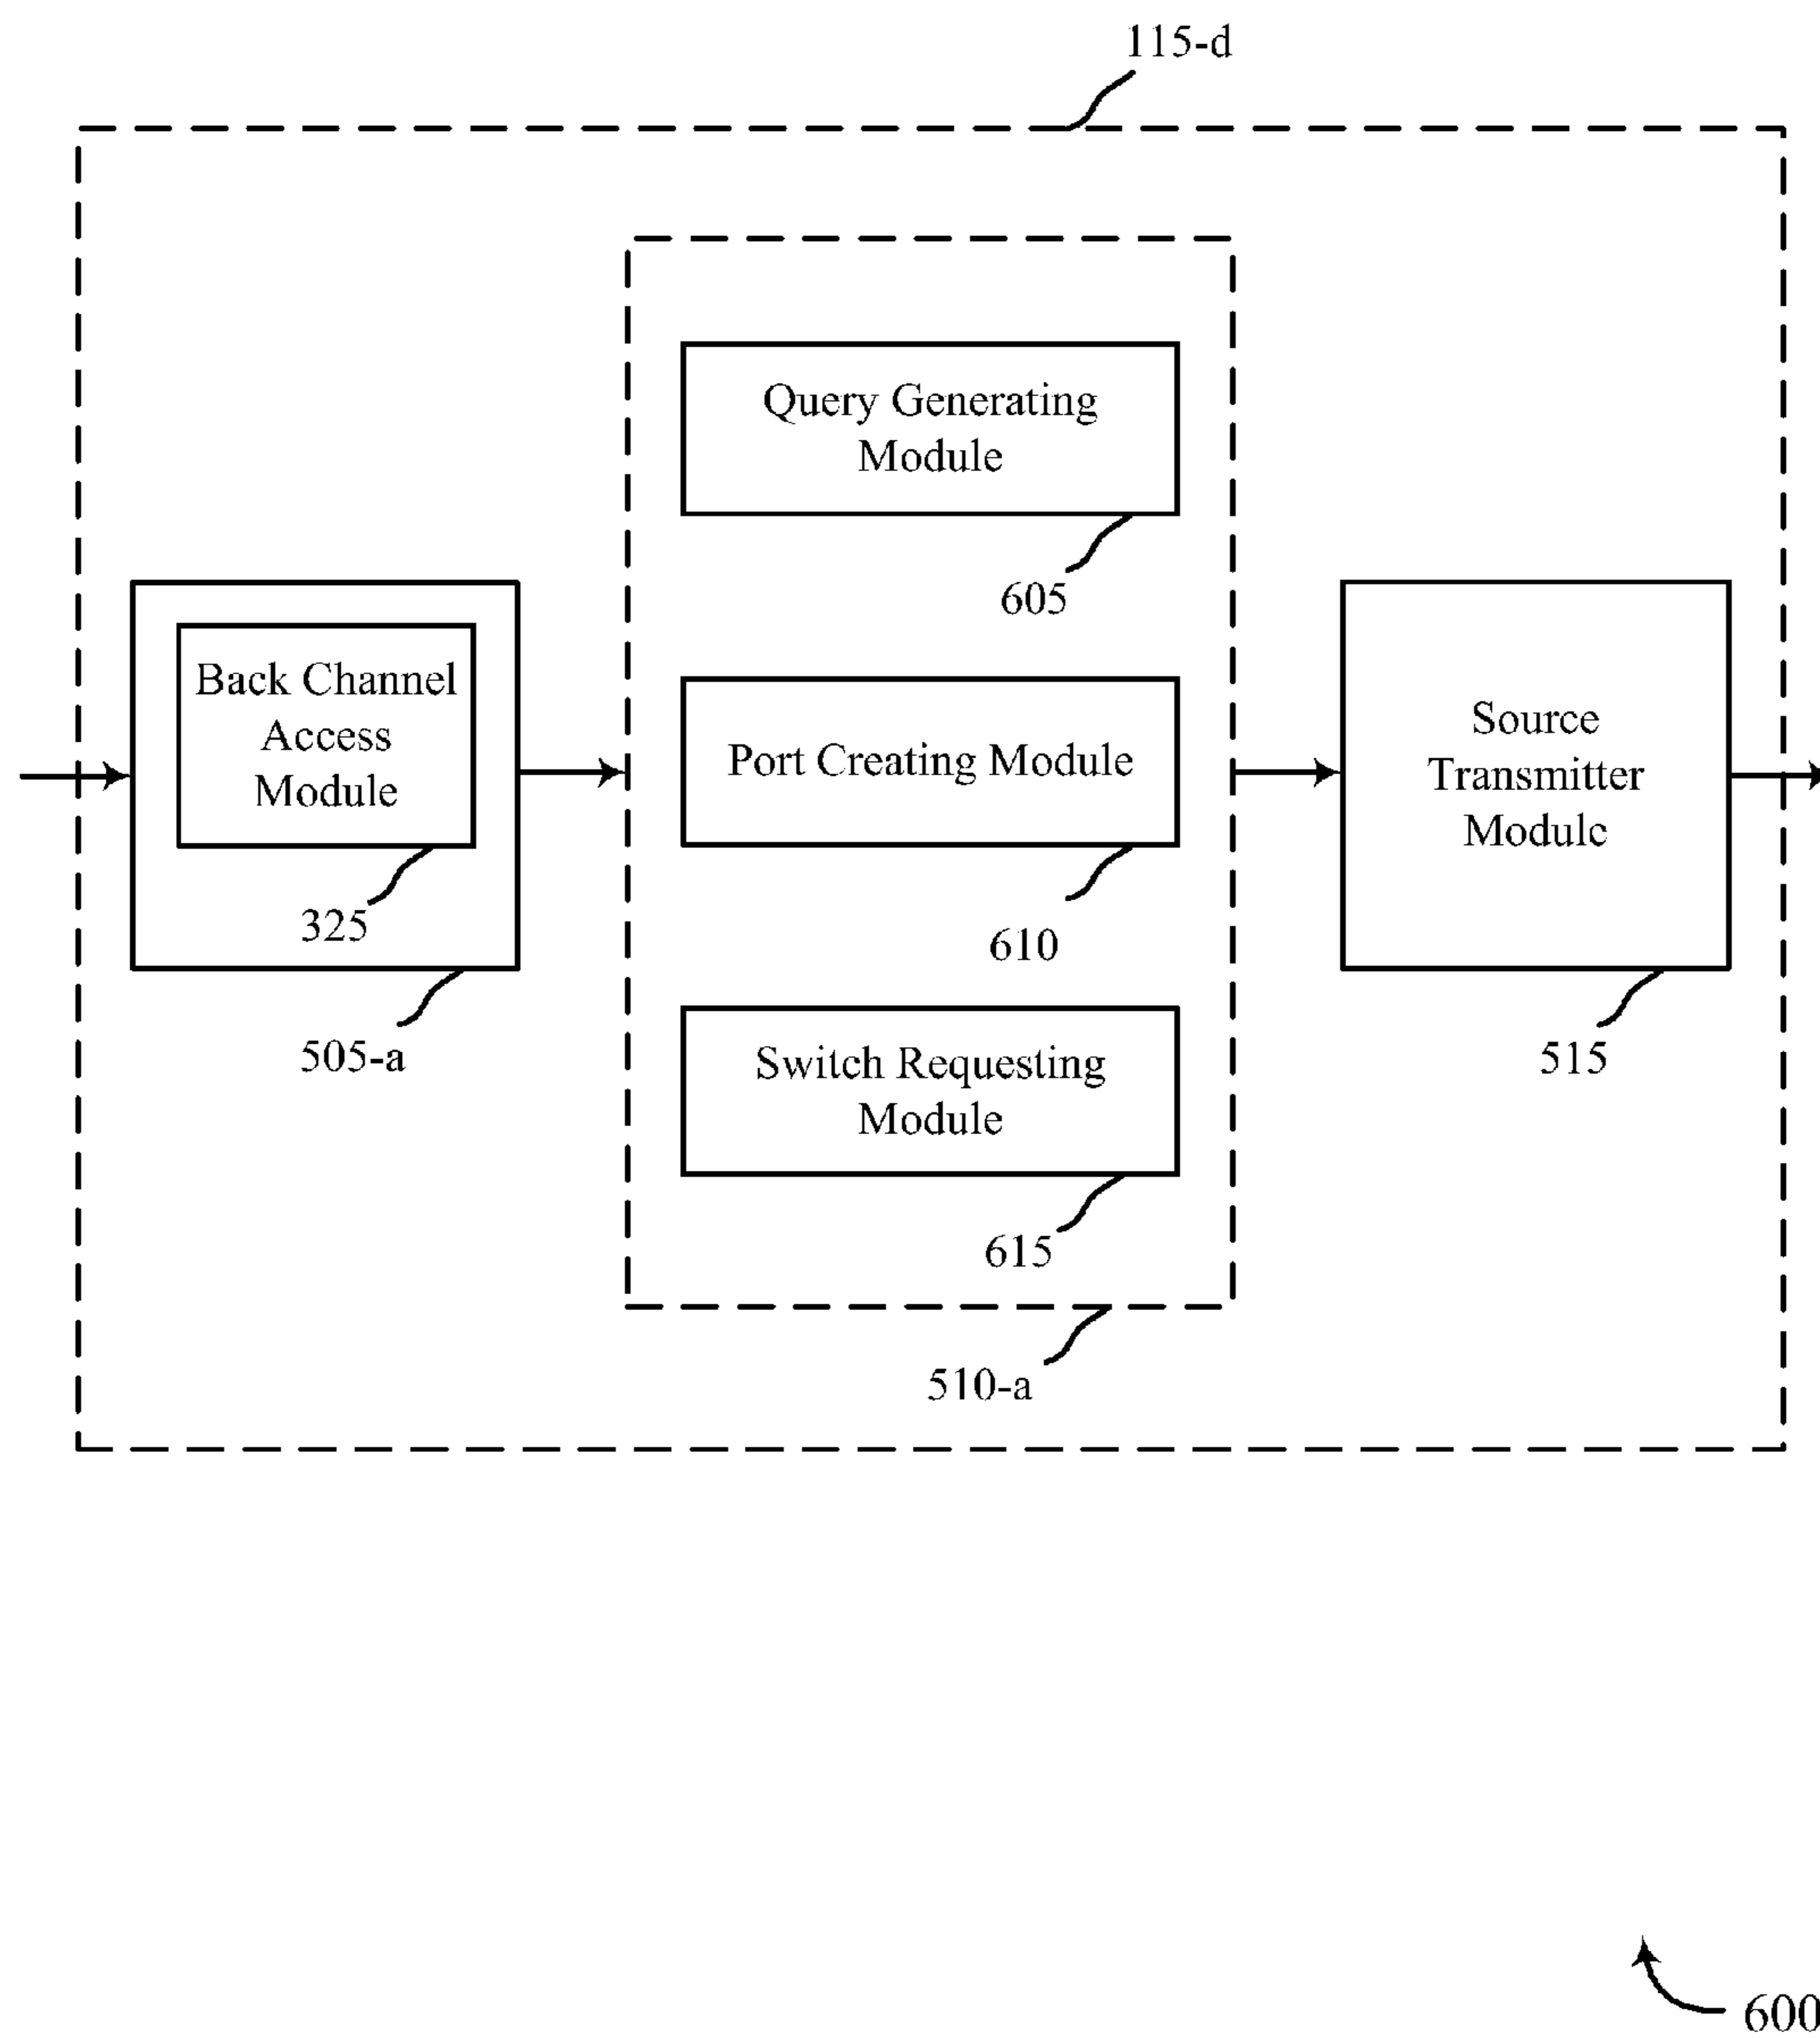 115-d
Query Generating
Module
605
Back Channel
Access
Module
325
505-a
Port Creating Module
610
Switch Requesting
Module
615
510-a
Source
Transmitter
Module
515
600